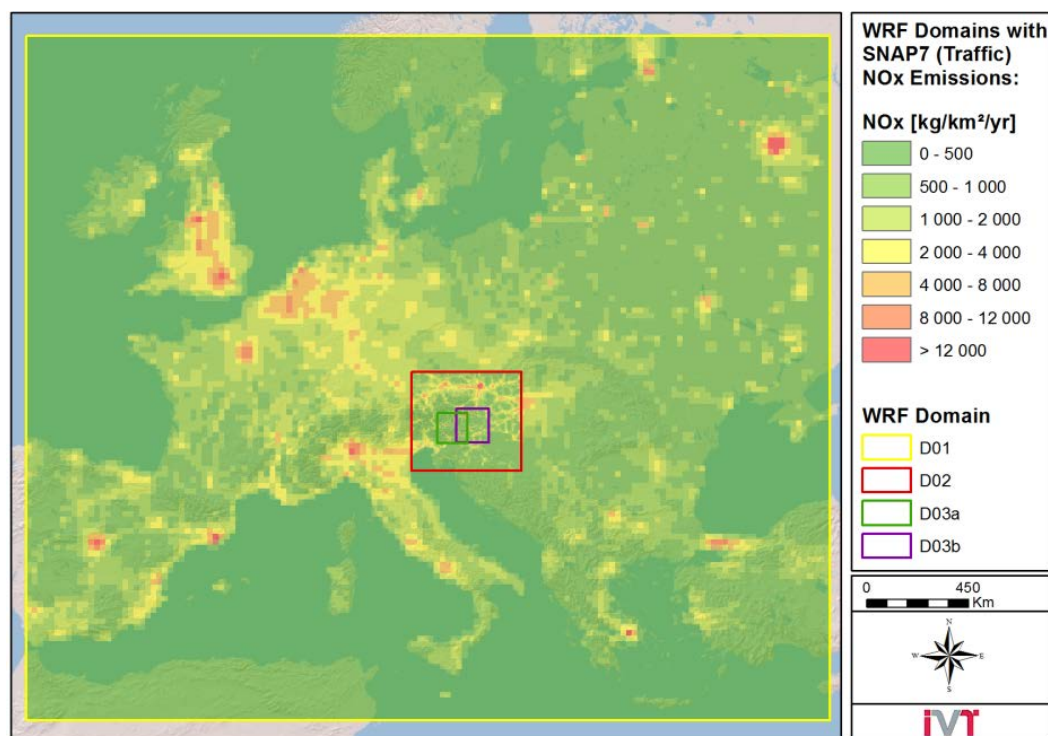 WRF Domains with
SNAP7 (Traffic)
NOx Emissions:
NOx [kg/km²/yr]
0 - 500
500 - 1 000
1 000 - 2 000
2 000 - 4 000
4 000 - 8 000
8 000 - 12 000
> 12 000
WRF Domain
D01
D02
D03a
D03b
0 450
Km
N
W E
S
IVT